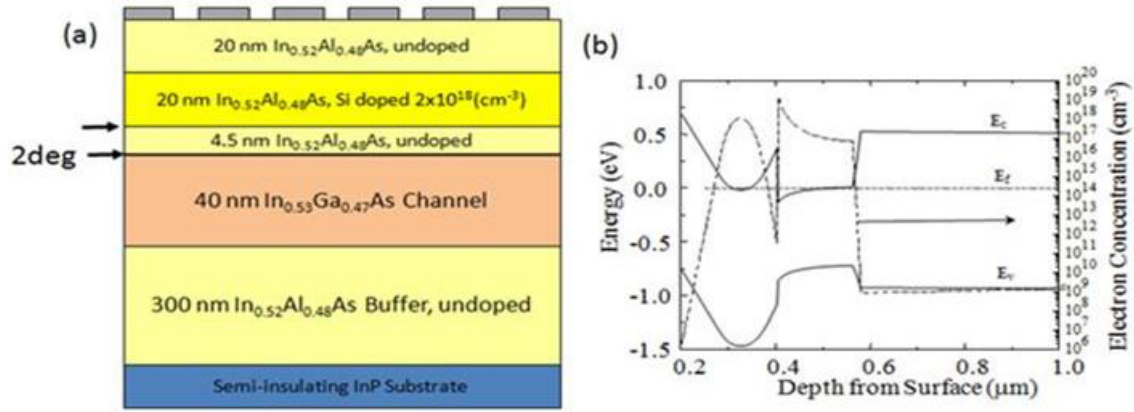 (a)
20 nm In0.52Al0.48As, undoped
20 nm In0.52Al0.48As, Si doped 2x10^18(cm^-3)
4.5 nm In0.52Al0.48As, undoped
2deg
40 nm In0.53Ga0.47As Channel
300 nm In0.52Al0.48As Buffer, undoped
Semi-insulating InP Substrate
(b)
Energy (eV)
1.0
0.5
0.0
-0.5
-1.0
-1.5
0.2
0.4
0.6
0.8
1.0
Depth from Surface (μm)
Ec
Ef
Ev
10^20
10^19
10^18
10^17
10^16
10^15
10^14
10^13
10^12
10^11
10^10
10^9
10^8
10^7
10^6
Electron Concentration (cm^-3)